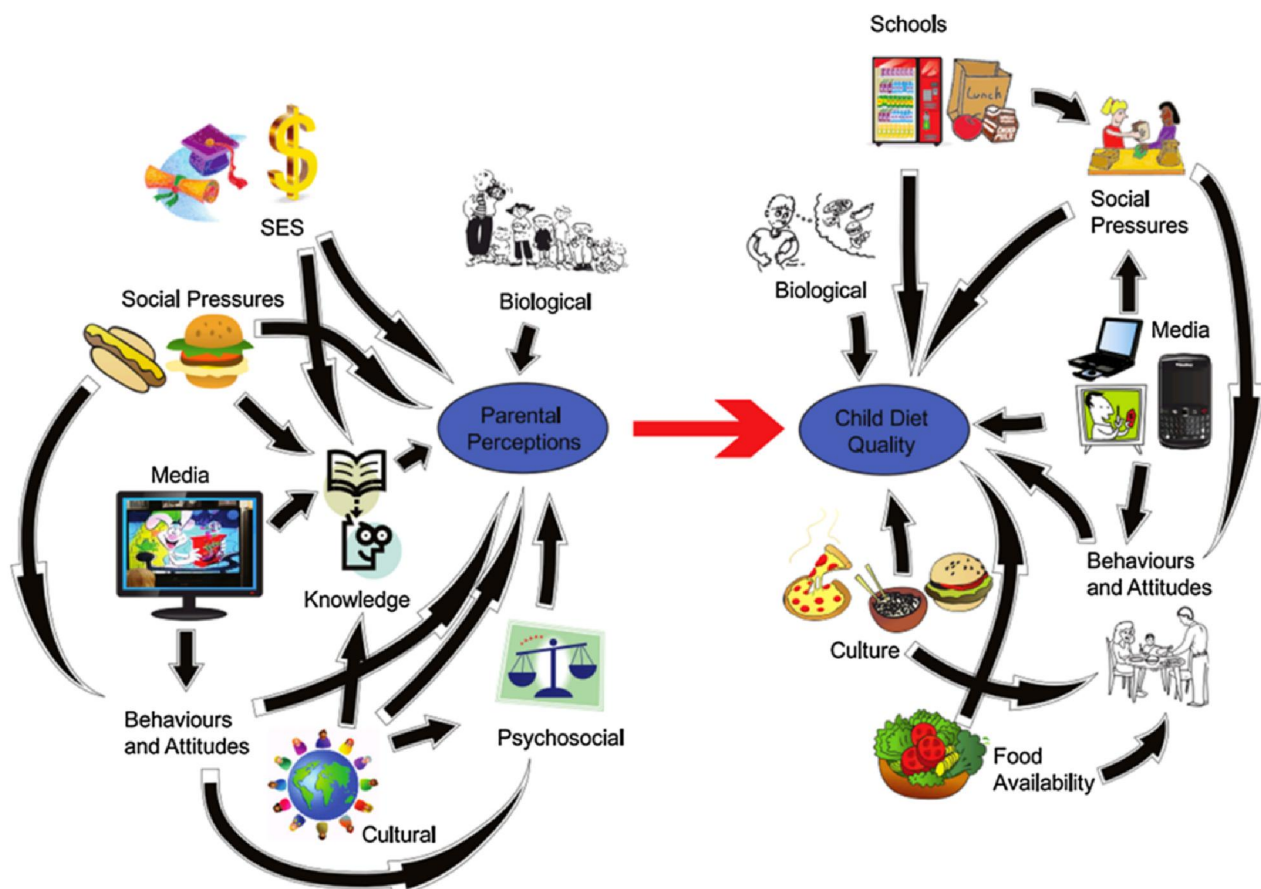 Schools
Lunch
SES
Social
Pressures
Biological
Biological
Social Pressures
Media
Parental
Perceptions
Child Diet
Quality
Media
Knowledge
Behaviours
and Attitudes
Culture
Behaviours
and Attitudes
Psychosocial
Food
Availability
Cultural